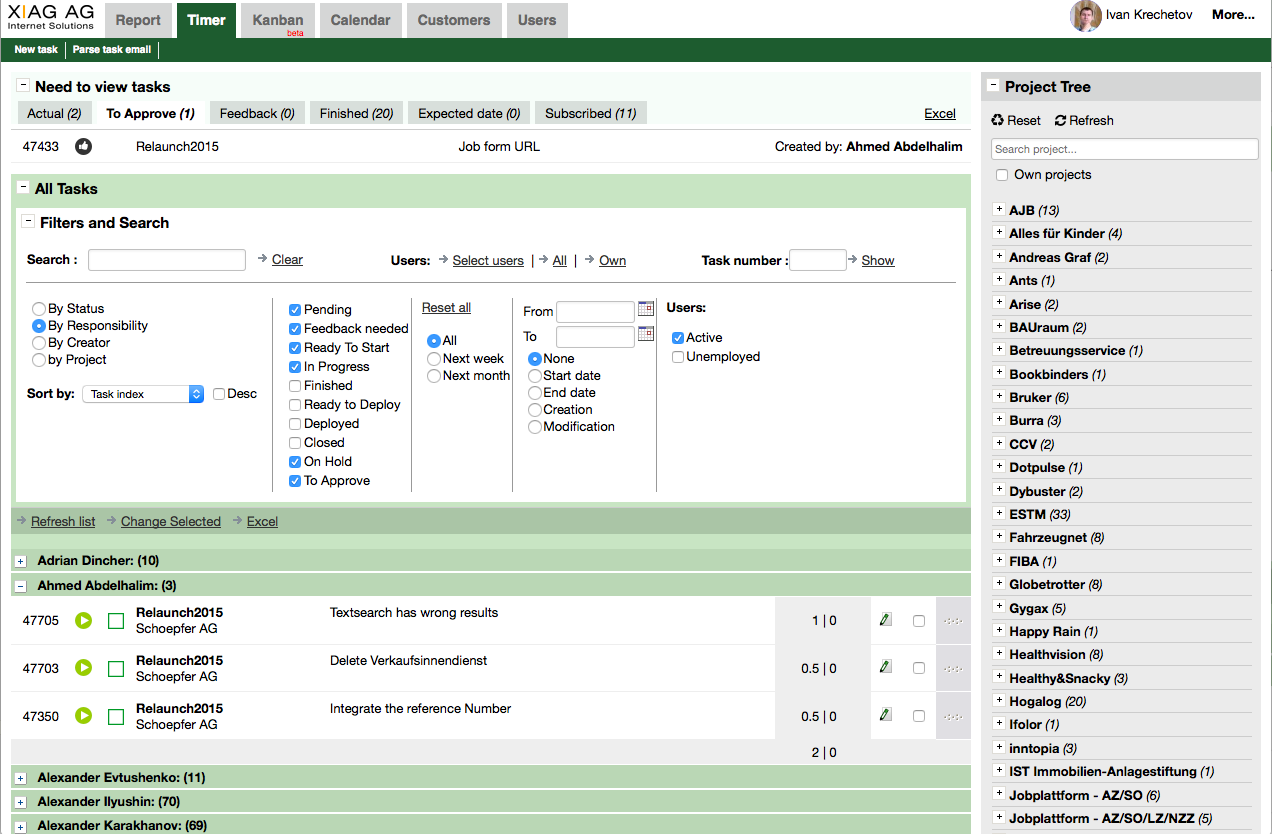 XIAG AG
Internet Solutions
Report
Timer
Kanban
beta
Calendar
Customers
Users
Ivan Krechetov
More...
New task
Parse task email
Need to view tasks
Actual (2)
To Approve (1)
Feedback (0)
Finished (20)
Expected date (0)
Subscribed (11)
Excel
47433
Relaunch2015
Job form URL
Created by: Ahmed Abdelhalim
All Tasks
Filters and Search
Search :
Clear
Users:
Select users
|
All
|
Own
Task number :
Show
By Status
By Responsibility
By Creator
by Project
Sort by:
Task index
Desc
Pending
Feedback needed
Ready To Start
In Progress
Finished
Ready to Deploy
Deployed
Closed
On Hold
To Approve
Reset all
All
Next week
Next month
From
To
None
Start date
End date
Creation
Modification
Users:
Active
Unemployed
Refresh list
Change Selected
Excel
Adrian Dincher: (10)
Ahmed Abdelhalim: (3)
47705
Relaunch2015
Schoepfer AG
Textsearch has wrong results
1 | 0
47703
Relaunch2015
Schoepfer AG
Delete Verkaufsinnendienst
0.5 | 0
47350
Relaunch2015
Schoepfer AG
Integrate the reference Number
0.5 | 0
2 | 0
Alexander Evtushenko: (11)
Alexander Ilyushin: (70)
Alexander Karakhanov: (69)
Project Tree
Reset
Refresh
Search project...
Own projects
AJB (13)
Alles für Kinder (4)
Andreas Graf (2)
Ants (1)
Arise (2)
BAUraum (2)
Betreuungsservice (1)
Bookbinders (1)
Bruker (6)
Burra (3)
CCV (2)
Dotpulse (1)
Dybuster (2)
ESTM (33)
Fahrzeugnet (8)
FIBA (1)
Globetrotter (8)
Gygax (5)
Happy Rain (1)
Healthvision (8)
Healthy&Snacky (3)
Hogalog (20)
Ifolor (1)
inntopia (3)
IST Immobilien-Anlagestiftung (1)
Jobplattform - AZ/SO (6)
Jobplattform - AZ/SO/LZ/NZZ (5)